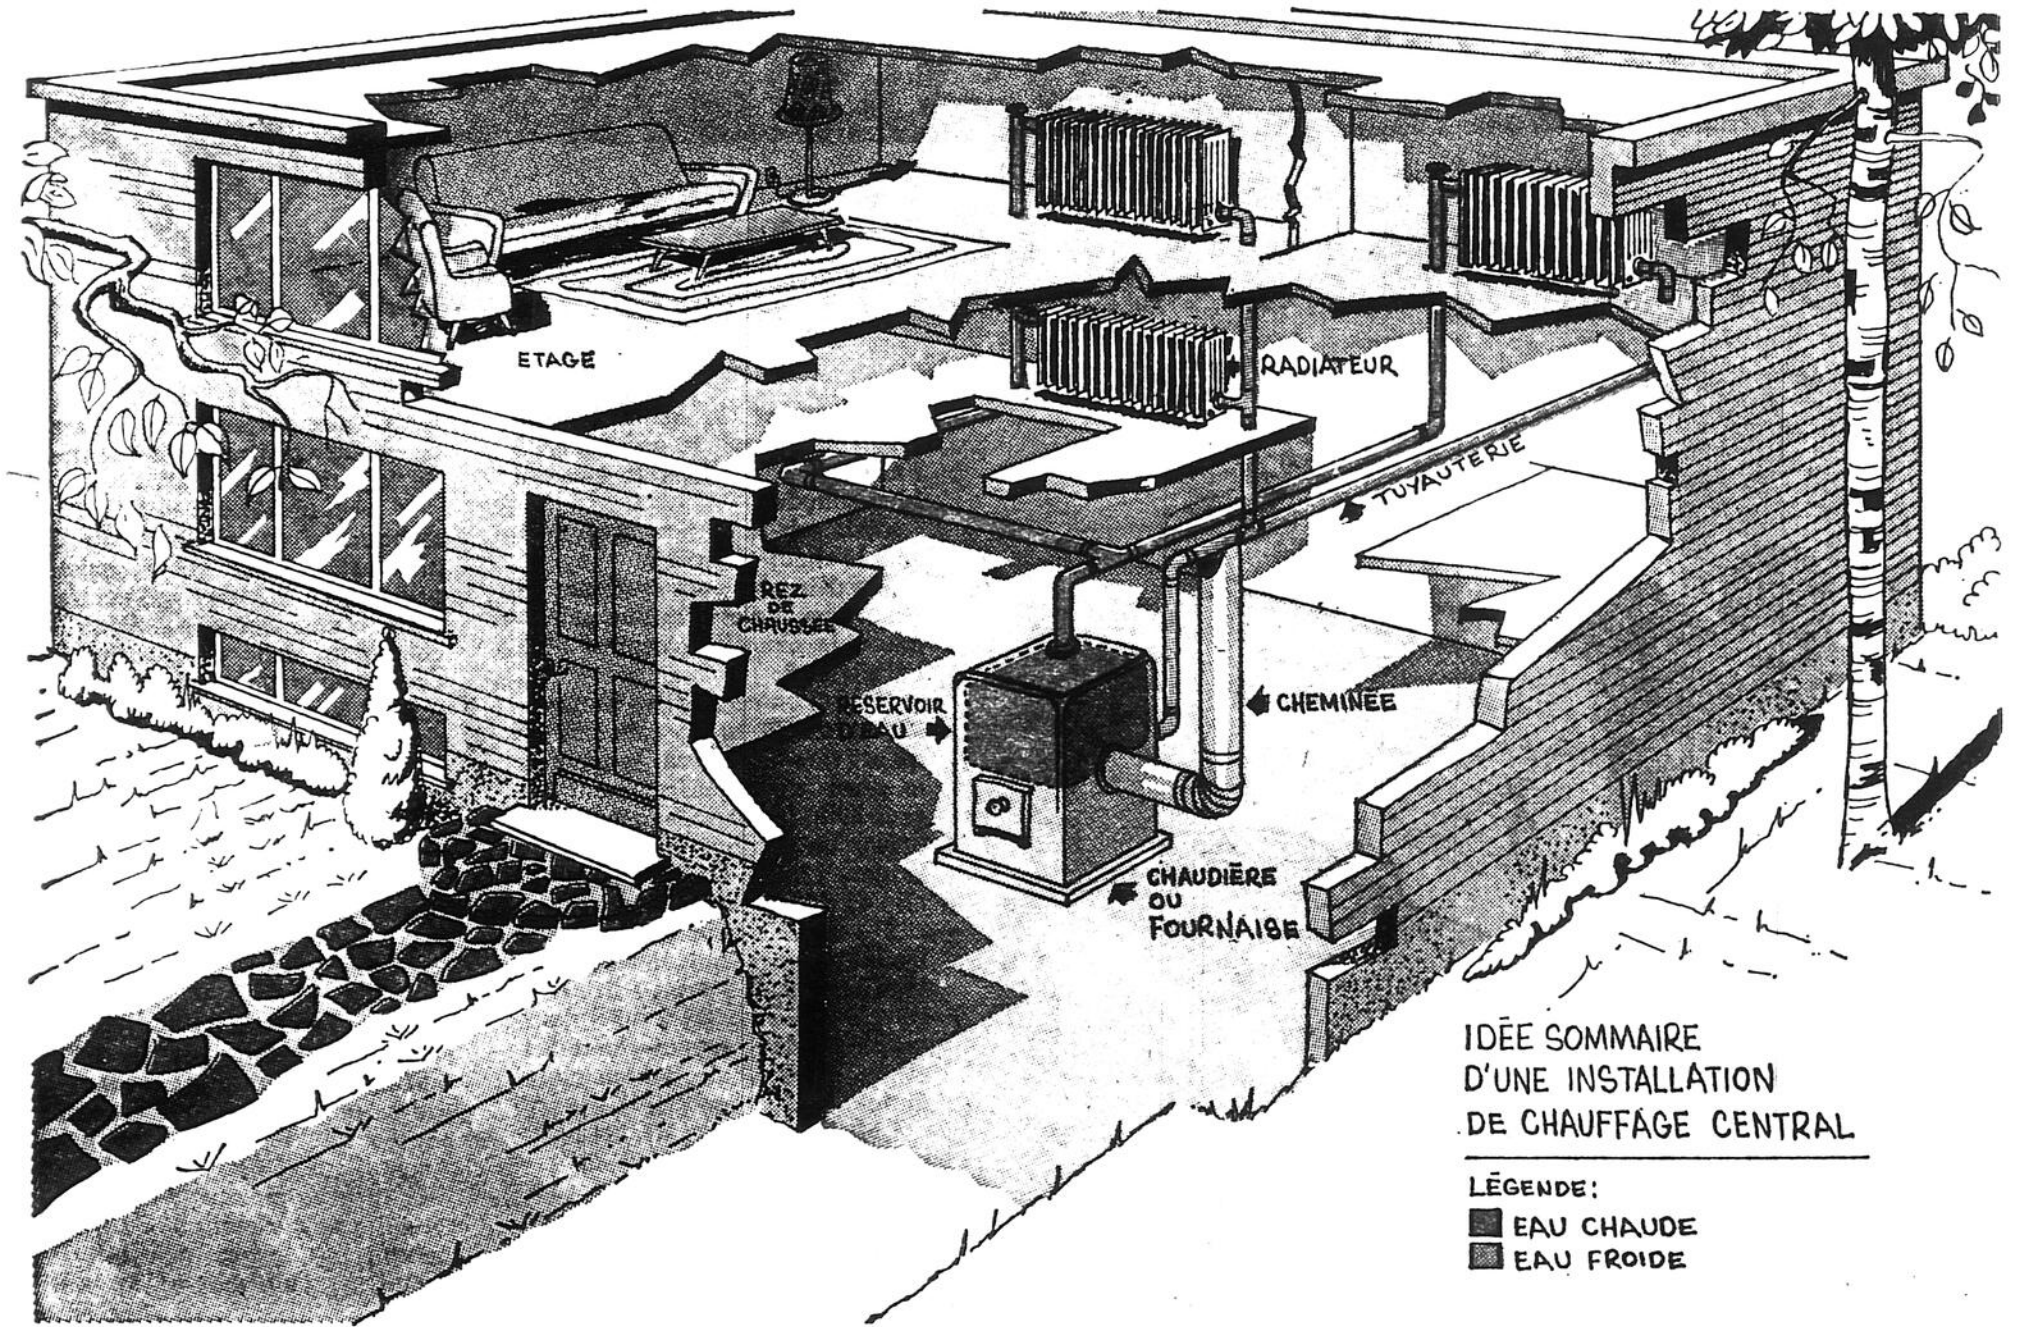 ETAGE
RADIATEUR
TUYAUTERIE
REZ
DE
CHAUSSÉE
RESERVOIR
D'EAU
CHEMINÉE
CHAUDIÈRE
OU
FOURNAISE
IDÉE SOMMAIRE
D'UNE INSTALLATION
DE CHAUFFAGE CENTRAL
LÉGENDE:
EAU CHAUDE
EAU FROIDE